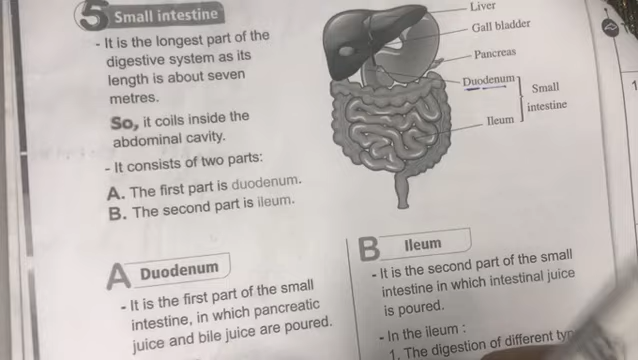 5 Small intestine
- It is the longest part of the
digestive system as its
length is about seven
metres.
So, it coils inside the
abdominal cavity.
- It consists of two parts:
A. The first part is duodenum.
B. The second part is ileum.
Liver
Gall bladder
Pancreas
Duodenum
Small
intestine
Ileum
A Duodenum
- It is the first part of the small
intestine, in which pancreatic
juice and bile juice are poured.
B Ileum
- It is the second part of the small
intestine in which intestinal juice
is poured.
- In the ileum :
1. The digestion of different
1